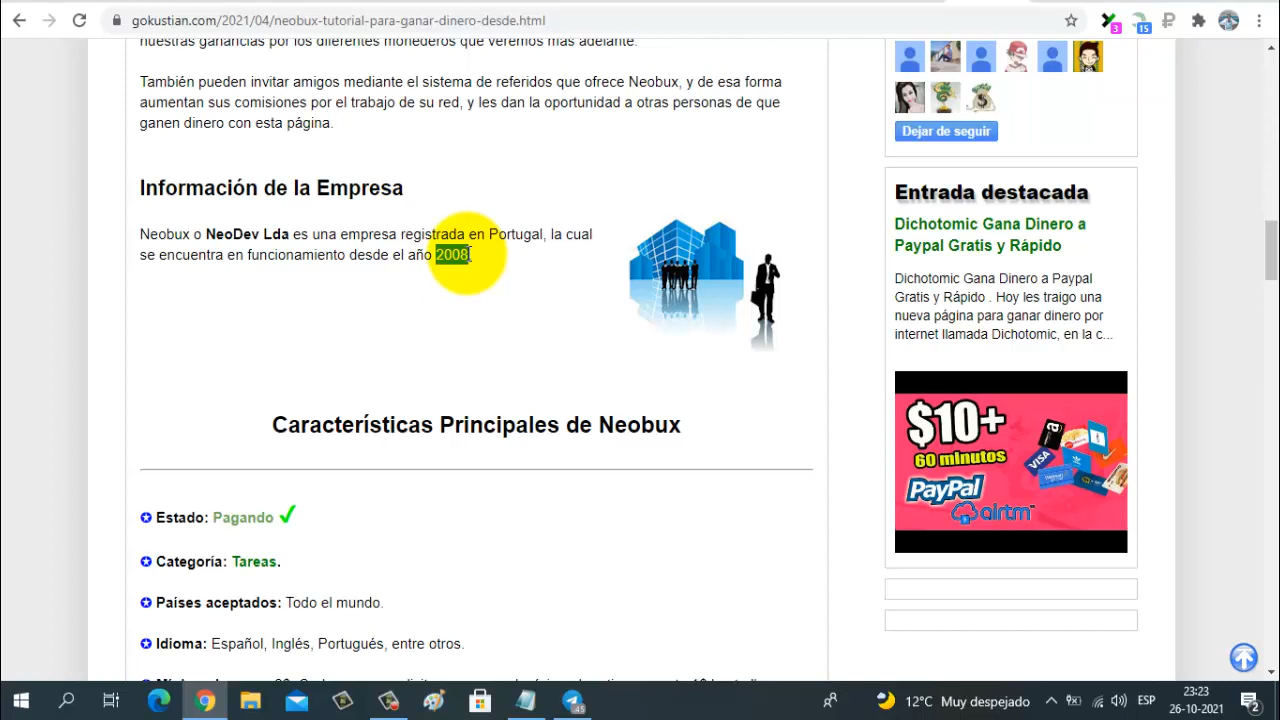 gokustian.com/2021/04/neobux-tutorial-para-ganar-dinero-desde.html
3
15
nuestras ganancias por los diferentes monederos que veremos más adelante.
También pueden invitar amigos mediante el sistema de referidos que ofrece Neobux, y de esa forma
aumentan sus comisiones por el trabajo de su red, y les dan la oportunidad a otras personas de que
ganen dinero con esta página.
Información de la Empresa
Neobux o NeoDev Lda es una empresa registrada en Portugal, la cual
se encuentra en funcionamiento desde el año 2008.
Características Principales de Neobux
Estado: Pagando
Categoría: Tareas.
Países aceptados: Todo el mundo.
Idioma: Español, Inglés, Portugués, entre otros.
Dejar de seguir
Entrada destacada
Dichotomic Gana Dinero a
Paypal Gratis y Rápido
Dichotomic Gana Dinero a Paypal
Gratis y Rápido . Hoy les traigo una
nueva página para ganar dinero por
internet llamada Dichotomic, en la c...
$10+
60 minutos
PayPal
airtm
VISA
45
12°C Muy despejado
ESP
23:23
26-10-2021
2